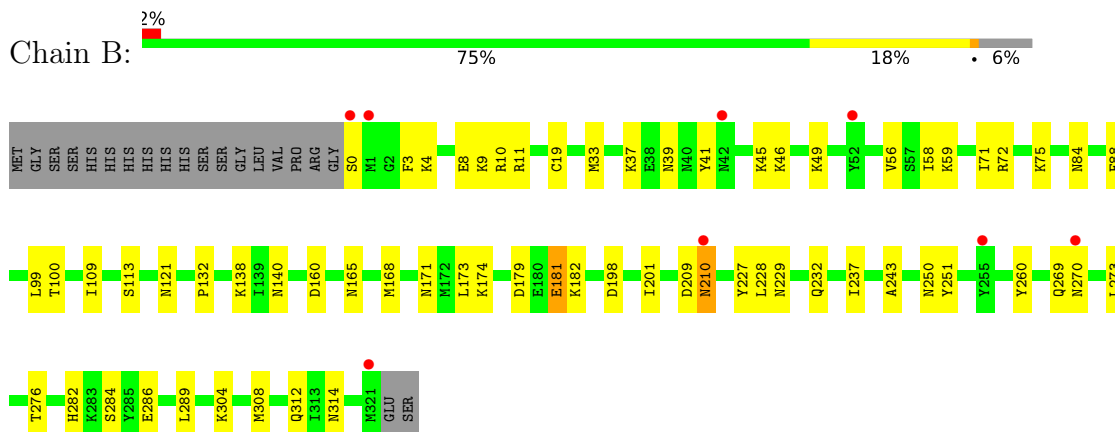 2%
Chain B:
75% 18% • 6%
MET GLY SER SER HIS HIS HIS HIS HIS HIS SER SER GLY LEU VAL PRO ARG GLY S0 M1 G2 F3 K4 E8 K9 R10 R11 C19 M33 K37 E38 N39 N40 Y41 N42 K45 K46 K49 Y52 V56 S57 I58 K59 I71 R72 K75 N84
L99 T100 I109 S113 N121 P132 K138 I139 N140 D160 N165 M168 N171 M172 L173 K174 D179 E180 E181 K182 D198 I201 D209 N210 Y227 L228 N229 Q232 I237 A243 N250 Y251 Y255 Y260 Q269 N270
T276 H282 K283 S284 Y285 E286 L289 K304 M308 Q312 I313 N314 M321 GLU SER